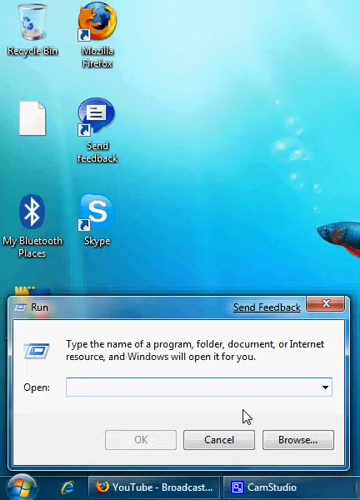 Recycle Bin
Mozilla
Firefox
Send
feedback
My Bluetooth
Places
Skype
Run
Send Feedback
Type the name of a program, folder, document, or Internet
resource, and Windows will open it for you.
Open:
OK
Cancel
Browse...
YouTube - Broadcast...
CamStudio